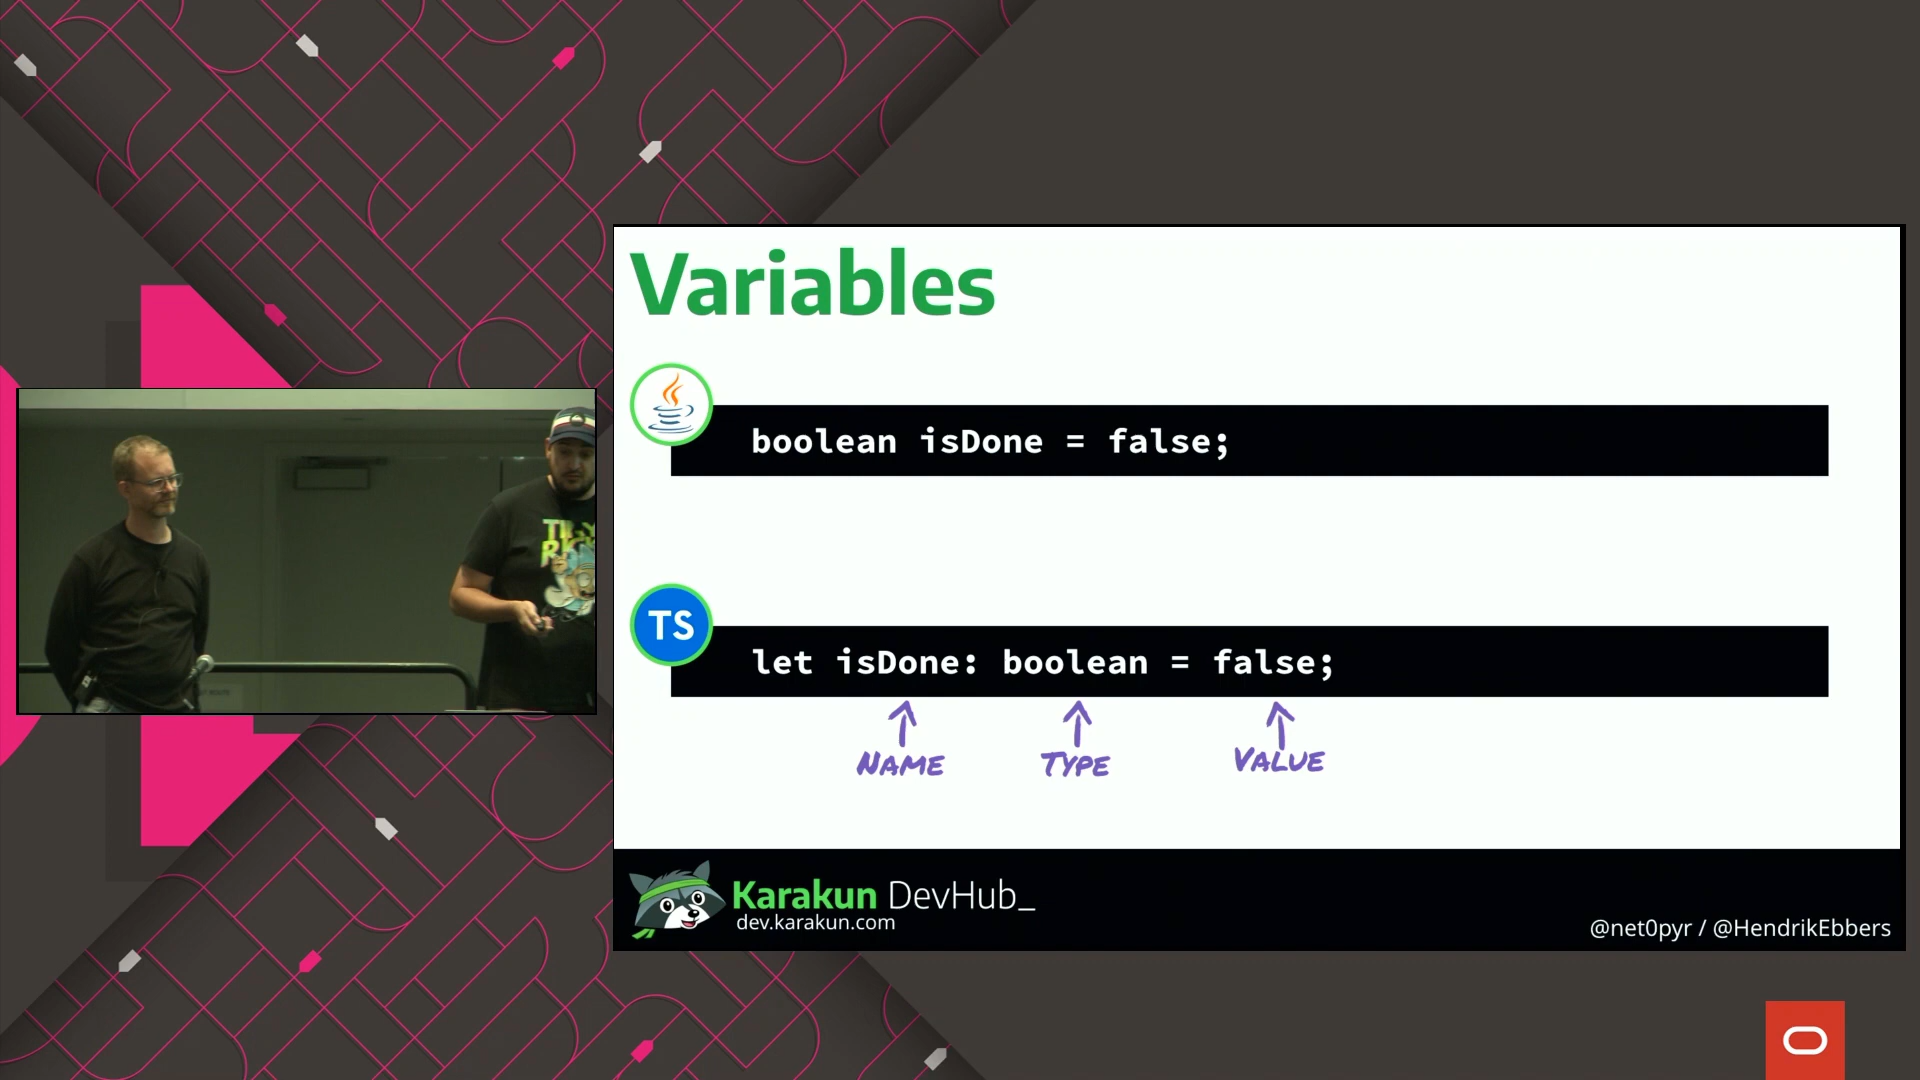 Variables
boolean isDone = false;
TS
let isDone: boolean = false;
NAME TYPE VALUE
Karakun DevHub_
dev.karakun.com
@net0pyr / @HendrikEbbers